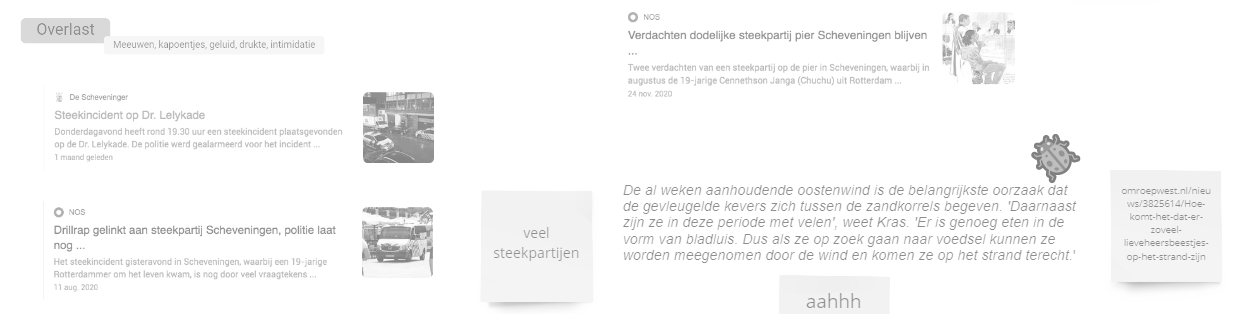 Overlast
Meeuwen, kapoentjes, geluid, drukte, intimidatie
De Scheveninger
Steekincident op Dr. Lelykade
Donderdagavond heeft rond 19.30 uur een steekincident plaatsgevonden
op de Dr. Lelykade. De politie werd gealarmeerd voor het incident ...
1 maand geleden
NOS
Drillrap gelinkt aan steekpartij Scheveningen, politie laat
nog ...
Het steekincident gisteravond in Scheveningen, waarbij een 19-jarige
Rotterdammer om het leven kwam, is nog door veel vraagtekens ...
11 aug. 2020
veel
steekpartijen
NOS
Verdachten dodelijke steekpartij pier Scheveningen blijven
...
Twee verdachten van een steekpartij op de pier in Scheveningen, waarbij in
augustus de 19-jarige Cennethson Janga (Chuchu) uit Rotterdam ...
24 nov. 2020
De al weken aanhoudende oostenwind is de belangrijkste oorzaak dat
de gevleugelde kevers zich tussen de zandkorrels begeven. 'Daarnaast
zijn ze in deze periode met velen', weet Kras. 'Er is genoeg eten in de
vorm van bladluis. Dus als ze op zoek gaan naar voedsel kunnen ze
worden meegenomen door de wind en komen ze op het strand terecht.'
aahhh
omroepwest.nl/nieu
ws/3825614/Hoe-
komt-het-dat-er-
zoveel-
lieveheersbeestjes-
op-het-strand-zijn